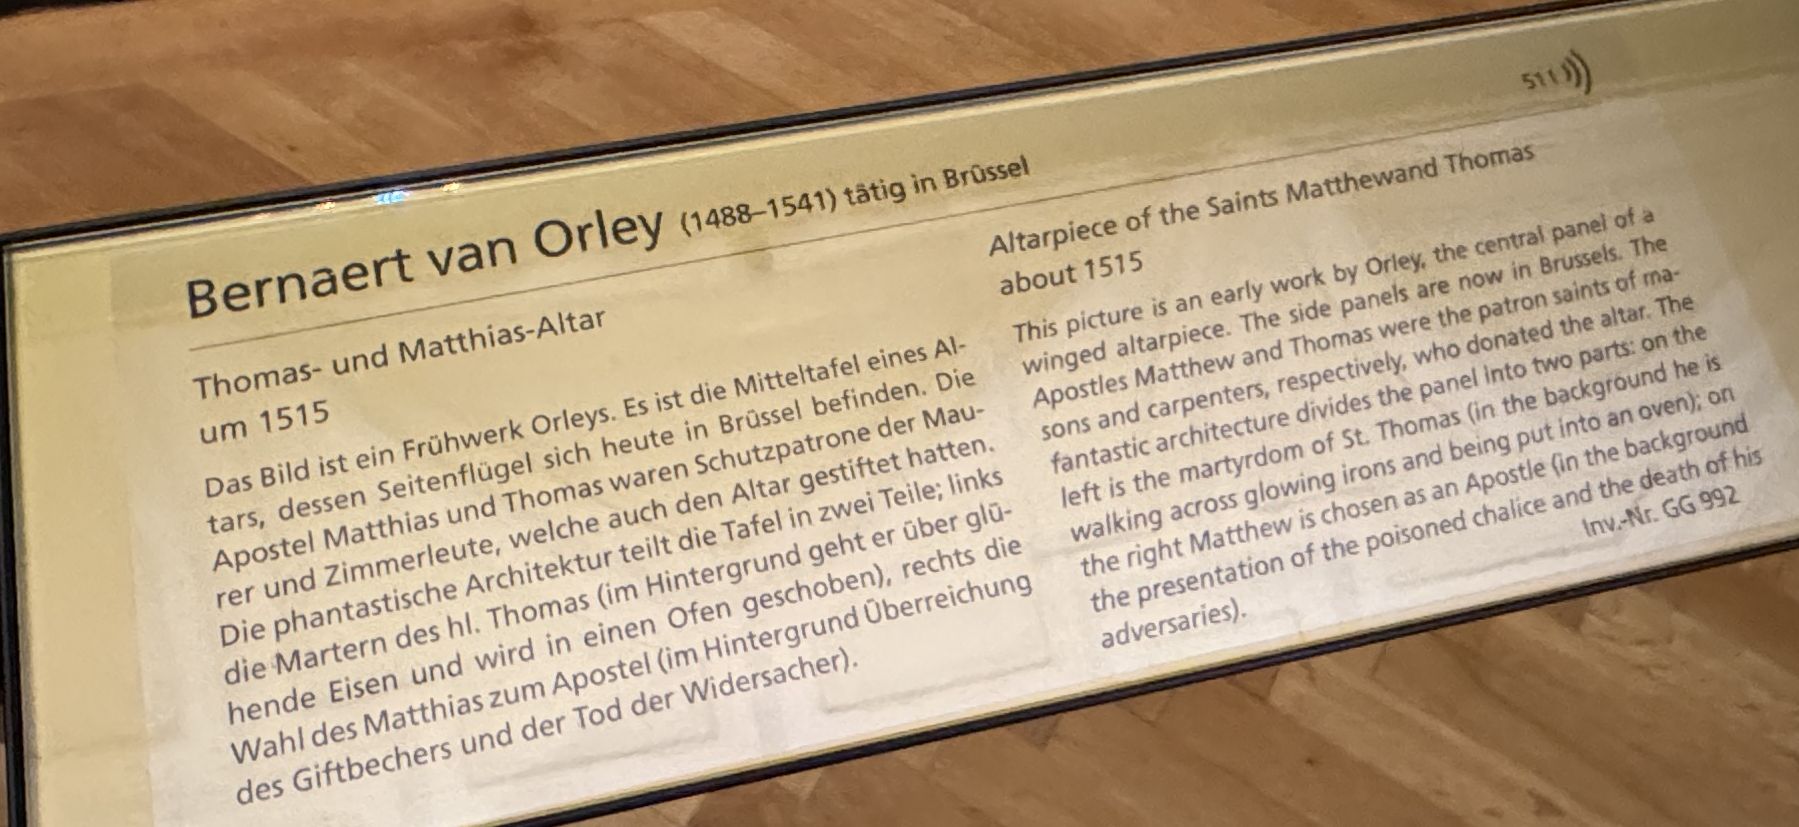 511
Bernaert van Orley (1488–1541) tätig in Brüssel
Thomas- und Matthias-Altar
um 1515
Das Bild ist ein Frühwerk Orleys. Es ist die Mitteltafel eines Al-
tars, dessen Seitenflügel sich heute in Brüssel befinden. Die
Apostel Matthias und Thomas waren Schutzpatrone der Mau-
rer und Zimmerleute, welche auch den Altar gestiftet hatten.
Die phantastische Architektur teilt die Tafel in zwei Teile; links
die Martern des hl. Thomas (im Hintergrund geht er über glü-
hende Eisen und wird in einen Ofen geschoben), rechts die
Wahl des Matthias zum Apostel (im Hintergrund Überreichung
des Giftbechers und der Tod der Widersacher).
Altarpiece of the Saints Matthewand Thomas
about 1515
This picture is an early work by Orley, the central panel of a
winged altarpiece. The side panels are now in Brussels. The
Apostles Matthew and Thomas were the patron saints of ma-
sons and carpenters, respectively, who donated the altar. The
fantastic architecture divides the panel into two parts: on the
left is the martyrdom of St. Thomas (in the background he is
walking across glowing irons and being put into an oven); on
the right Matthew is chosen as an Apostle (in the background
the presentation of the poisoned chalice and the death of his
adversaries).
Inv.-Nr. GG 992